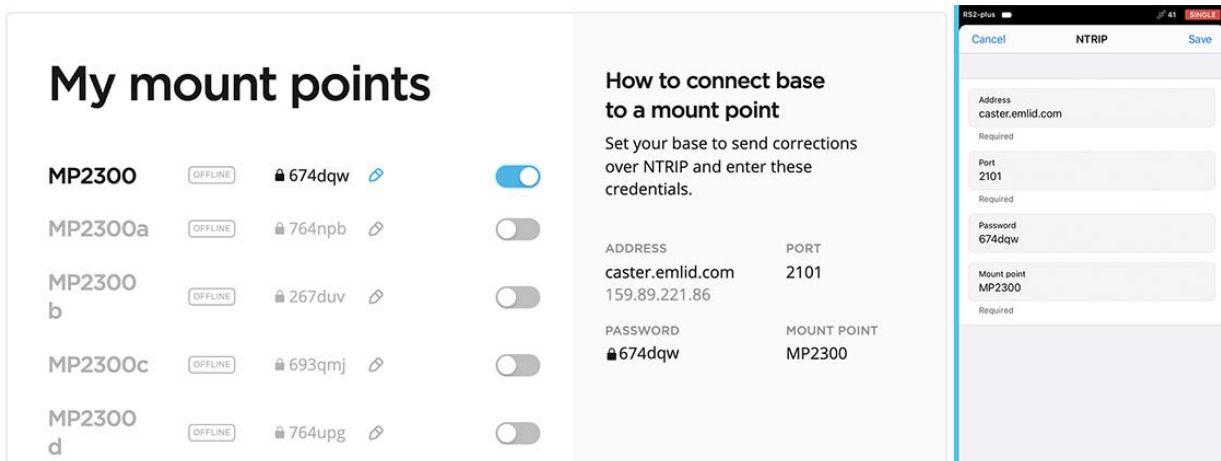 My mount points
MP2300 OFFLINE 674dqw
MP2300a OFFLINE 764npb
MP2300
b OFFLINE 267duv
MP2300c OFFLINE 693qmj
MP2300
d OFFLINE 764upg
How to connect base
to a mount point
Set your base to send corrections
over NTRIP and enter these
credentials.
ADDRESS PORT
caster.emlid.com 2101
159.89.221.86
PASSWORD MOUNT POINT
674dqw MP2300
RS2-plus 41 SINGLE
Cancel NTRIP Save
Address
caster.emlid.com
Required
Port
2101
Required
Password
674dqw
Mount point
MP2300
Required